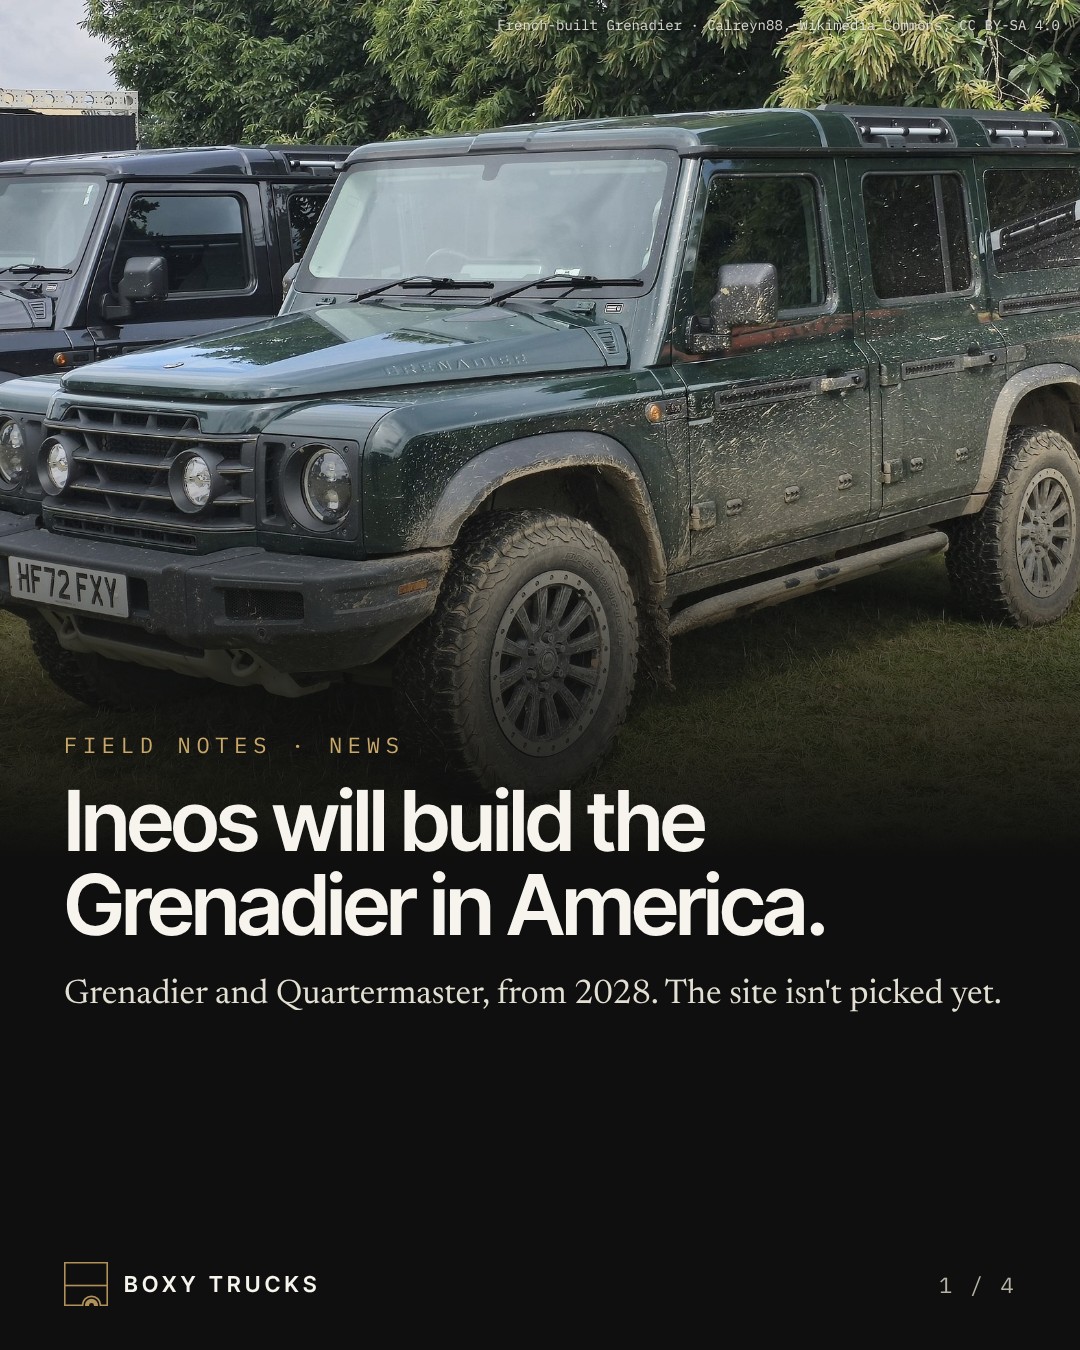 French-built Grenadier · Calreyn88, Wikimedia Commons, CC BY-SA 4.0
GRENADIER
HF72 FXY
FIELD NOTES · NEWS
Ineos will build the
Grenadier in America.
Grenadier and Quartermaster, from 2028. The site isn't picked yet.
BOXY TRUCKS
1 / 4